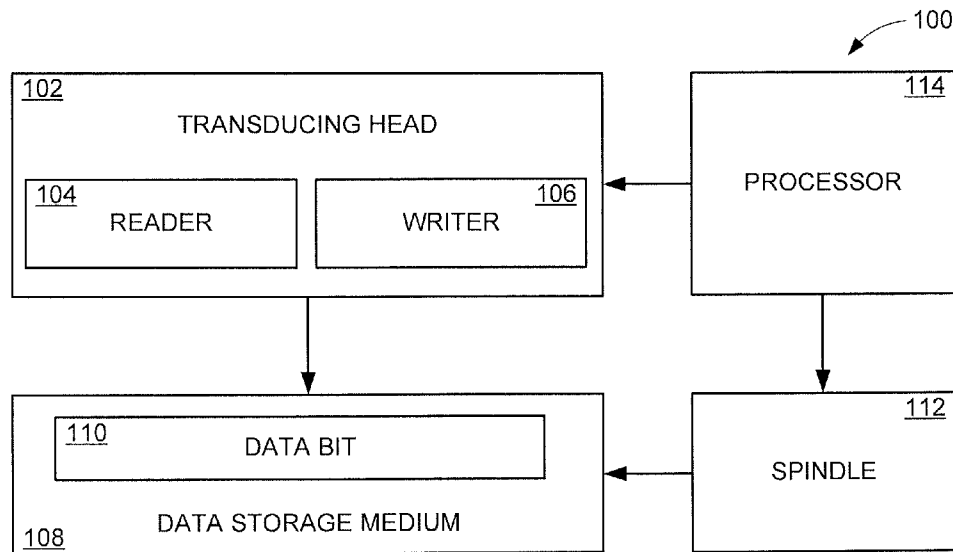 100
102
TRANSDUCING HEAD
104
READER
106
WRITER
114
PROCESSOR
110
DATA BIT
DATA STORAGE MEDIUM
108
112
SPINDLE